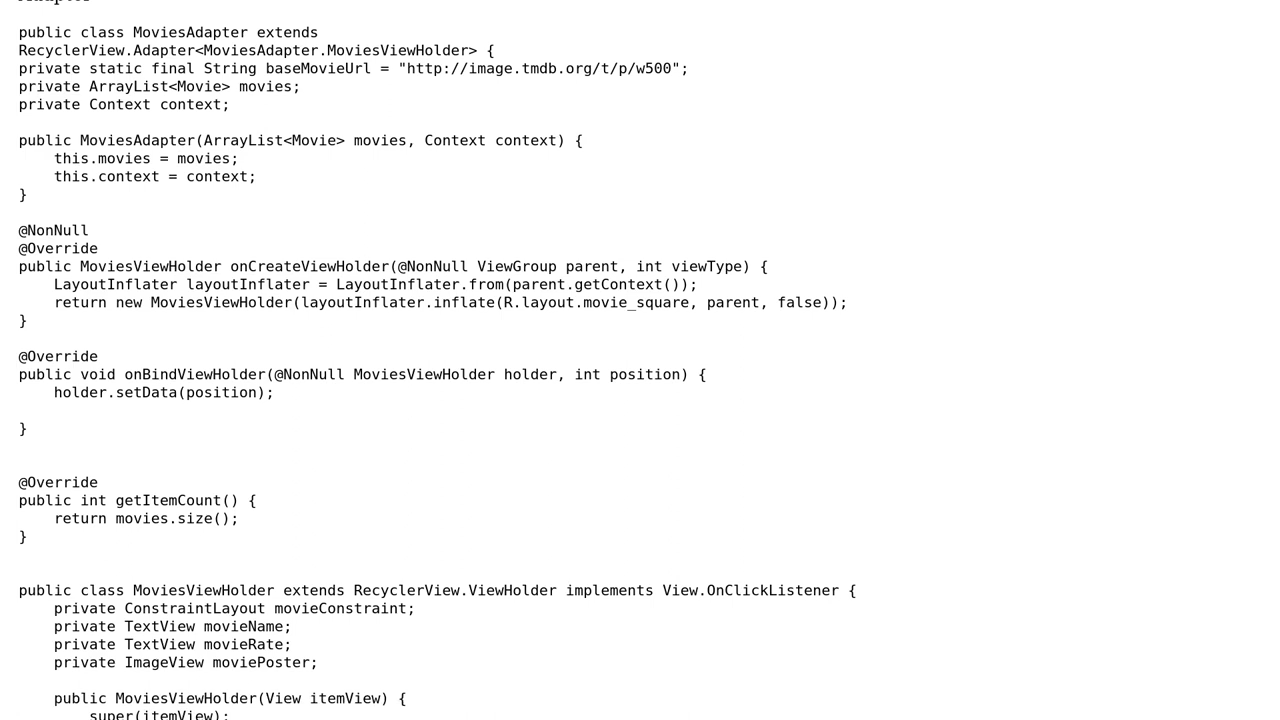 Adapter
public class MoviesAdapter extends
RecyclerView.Adapter<MoviesAdapter.MoviesViewHolder> {
private static final String baseMovieUrl = "http://image.tmdb.org/t/p/w500";
private ArrayList<Movie> movies;
private Context context;
public MoviesAdapter(ArrayList<Movie> movies, Context context) {
    this.movies = movies;
    this.context = context;
}
@NonNull
@Override
public MoviesViewHolder onCreateViewHolder(@NonNull ViewGroup parent, int viewType) {
    LayoutInflater layoutInflater = LayoutInflater.from(parent.getContext());
    return new MoviesViewHolder(layoutInflater.inflate(R.layout.movie_square, parent, false));
}
@Override
public void onBindViewHolder(@NonNull MoviesViewHolder holder, int position) {
    holder.setData(position);
}
@Override
public int getItemCount() {
    return movies.size();
}
public class MoviesViewHolder extends RecyclerView.ViewHolder implements View.OnClickListener {
    private ConstraintLayout movieConstraint;
    private TextView movieName;
    private TextView movieRate;
    private ImageView moviePoster;
    public MoviesViewHolder(View itemView) {
        super(itemView);